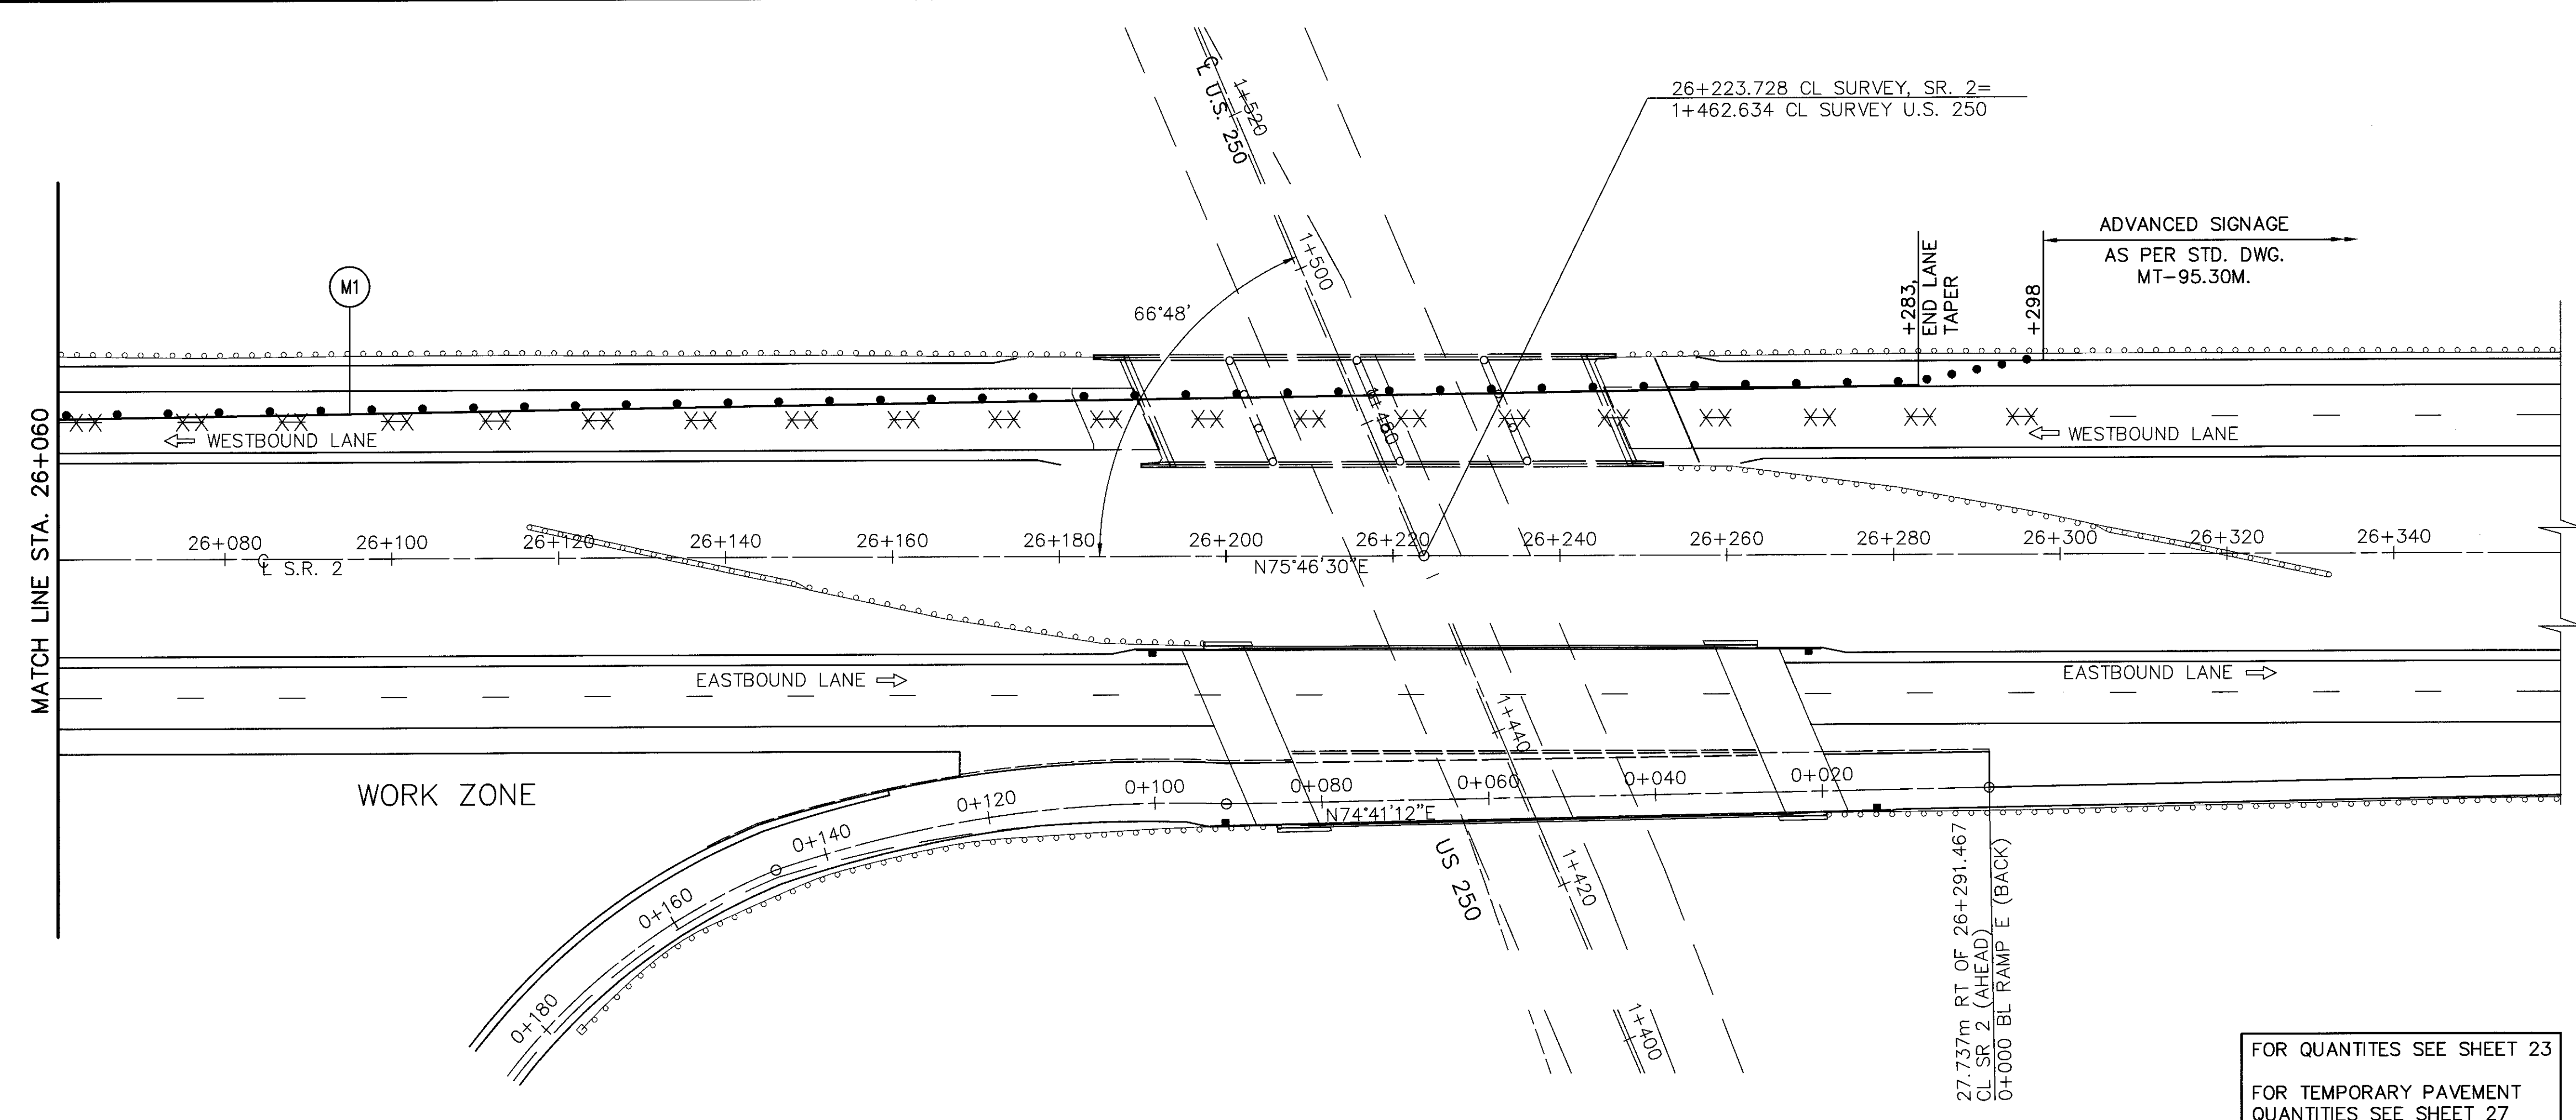 ℄ U.S. 250
1+520
26+223.728 CL SURVEY, SR. 2=
1+462.634 CL SURVEY U.S. 250
1+500
66°48'
M1
ADVANCED SIGNAGE
AS PER STD. DWG.
MT-95.30M.
+283,
END LANE
TAPER
+298
MATCH LINE STA. 26+060
WESTBOUND LANE
1+480
WESTBOUND LANE
26+080
26+100
26+120
26+140
26+160
26+180
26+200
26+220
26+240
26+260
26+280
26+300
26+320
26+340
℄ S.R. 2
N75°46'30"E
EASTBOUND LANE
EASTBOUND LANE
1+440
WORK ZONE
0+180
0+160
0+140
0+120
0+100
0+080
0+060
0+040
0+020
N74°41'12"E
US 250
1+420
1+400
27.737m RT OF 26+291.467
CL SR 2 (AHEAD)
0+000 BL RAMP E (BACK)
FOR QUANTITES SEE SHEET 23
FOR TEMPORARY PAVEMENT
QUANTITIES SEE SHEET 27